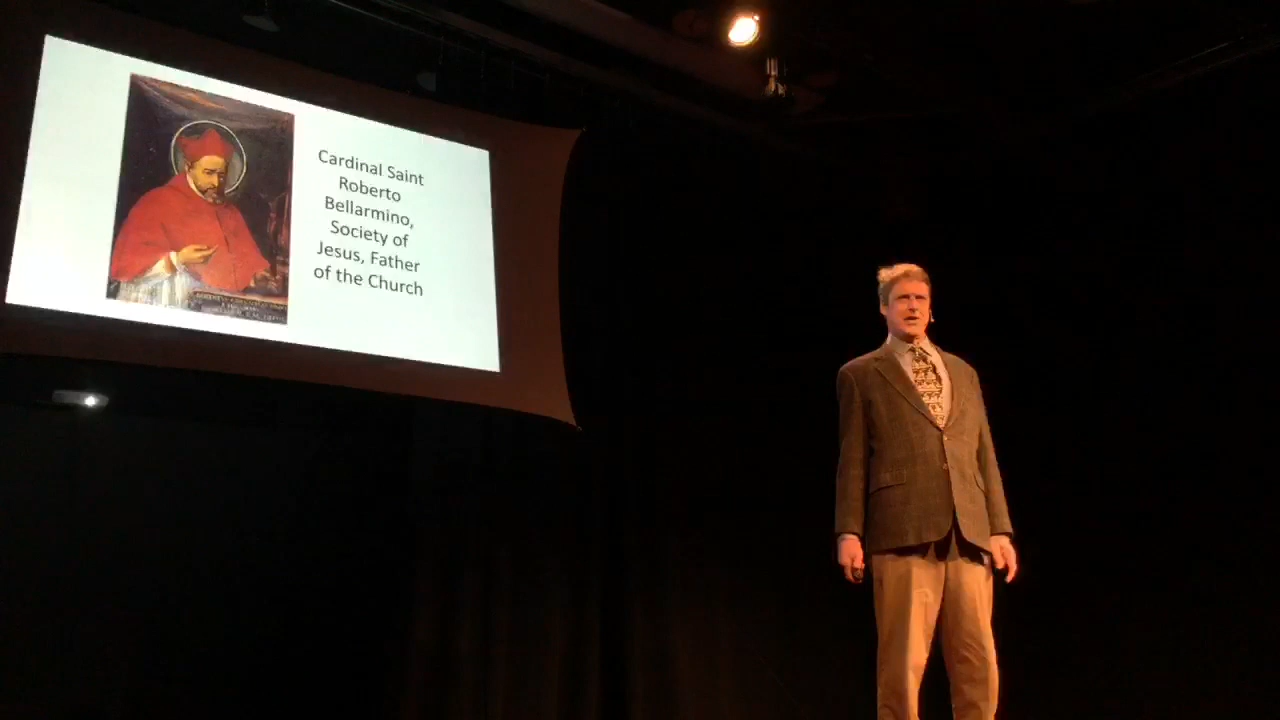 Cardinal Saint
Roberto
Bellarmino,
Society of
Jesus, Father
of the Church